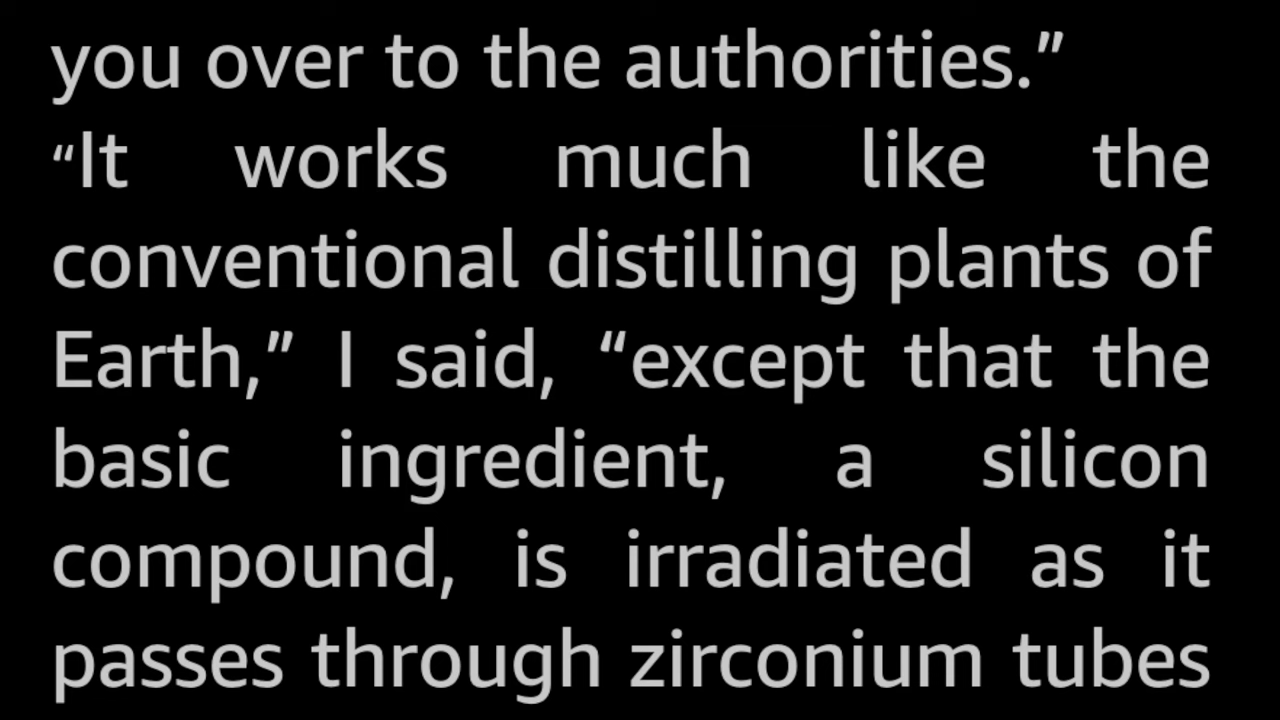 you over to the authorities.”
“It works much like the
conventional distilling plants of
Earth,” I said, “except that the
basic ingredient, a silicon
compound, is irradiated as it
passes through zirconium tubes